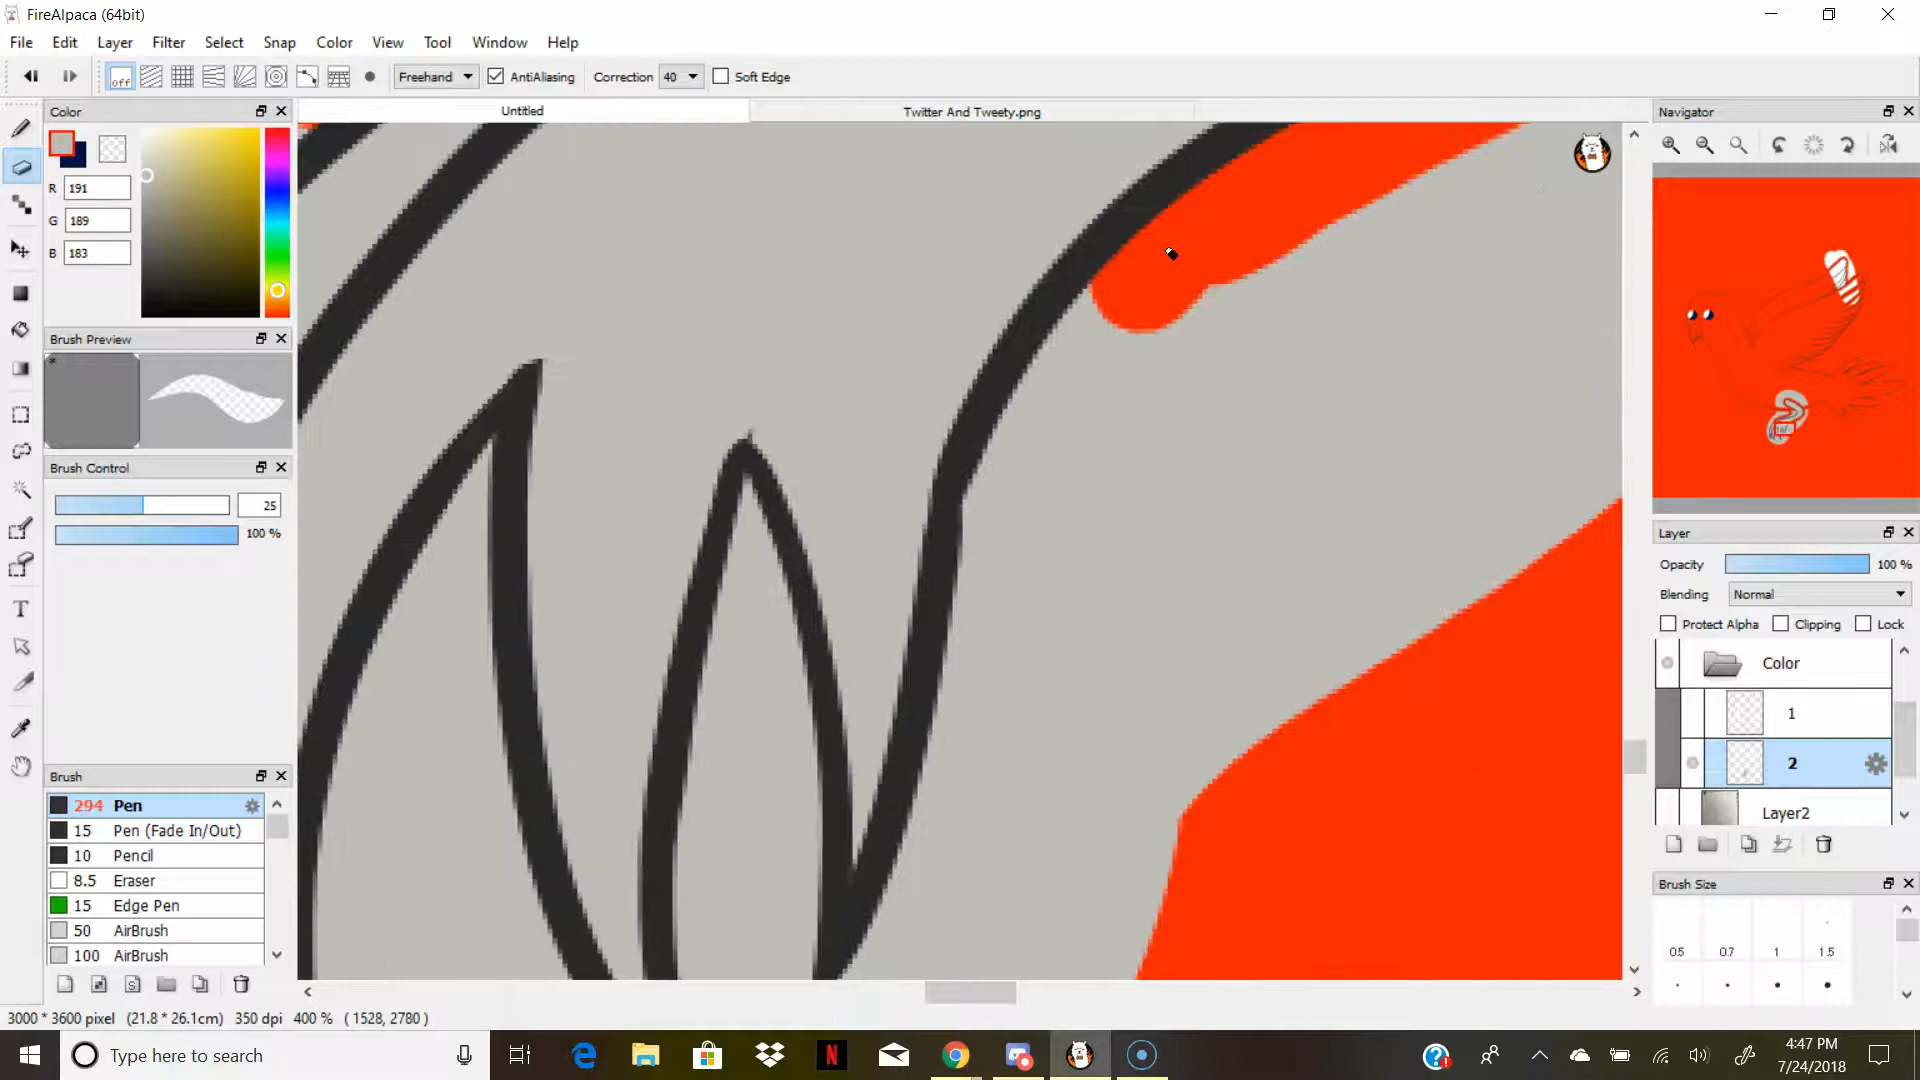 FireAlpaca (64bit)
File Edit Layer Filter Select Snap Color View Tool Window Help
off Freehand AntiAliasing Correction 40 Soft Edge
Color
Untitled
Twitter And Tweety.png
Navigator
R 191
G 189
B 183
Brush Preview
Brush Control
25
100 %
Layer
Opacity 100 %
Blending Normal
Protect Alpha Clipping Lock
Color
1
2
Layer2
Brush
294 Pen
15 Pen (Fade In/Out)
10 Pencil
8.5 Eraser
15 Edge Pen
50 AirBrush
100 AirBrush
Brush Size
0.5 0.7 1 1.5
3000 * 3600 pixel (21.8 * 26.1cm) 350 dpi 400 % ( 1528, 2780 )
Type here to search
4:47 PM
7/24/2018